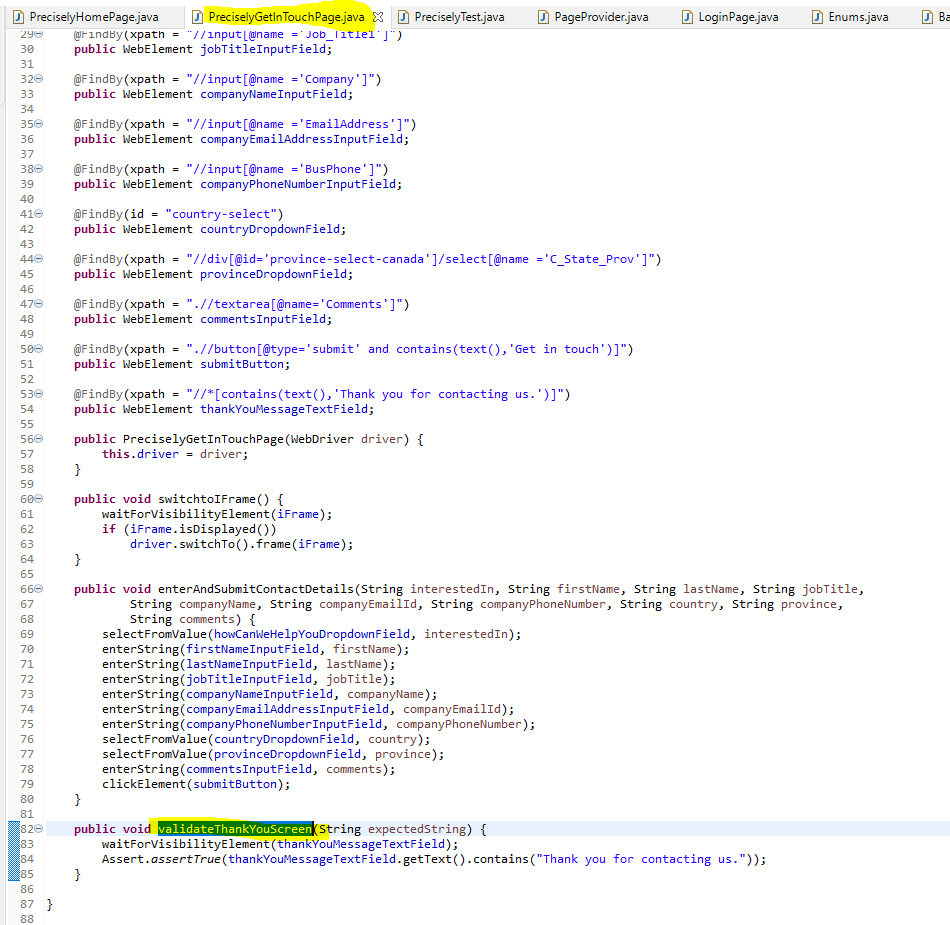 PreciselyHomePage.java PreciselyGetInTouchPage.java PreciselyTest.java PageProvider.java LoginPage.java Enums.java Ba
29 @FindBy(xpath = "//input[@name ='Job_Title1']")
30 public WebElement jobTitleInputField;
31
32 @FindBy(xpath = "//input[@name ='Company']")
33 public WebElement companyNameInputField;
34
35 @FindBy(xpath = "//input[@name ='EmailAddress']")
36 public WebElement companyEmailAddressInputField;
37
38 @FindBy(xpath = "//input[@name ='BusPhone']")
39 public WebElement companyPhoneNumberInputField;
40
41 @FindBy(id = "country-select")
42 public WebElement countryDropdownField;
43
44 @FindBy(xpath = "//div[@id='province-select-canada']/select[@name ='C_State_Prov']")
45 public WebElement provinceDropdownField;
46
47 @FindBy(xpath = ".//textarea[@name='Comments']")
48 public WebElement commentsInputField;
49
50 @FindBy(xpath = ".//button[@type='submit' and contains(text(),'Get in touch')]")
51 public WebElement submitButton;
52
53 @FindBy(xpath = "//*[contains(text(),'Thank you for contacting us.')]")
54 public WebElement thankYouMessageTextField;
55
56 public PreciselyGetInTouchPage(WebDriver driver) {
57 this.driver = driver;
58 }
59
60 public void switchtoIFrame() {
61 waitForVisibilityElement(iFrame);
62 if (iFrame.isDisplayed())
63 driver.switchTo().frame(iFrame);
64 }
65
66 public void enterAndSubmitContactDetails(String interestedIn, String firstName, String lastName, String jobTitle,
67 String companyName, String companyEmailId, String companyPhoneNumber, String country, String province,
68 String comments) {
69 selectFromValue(howCanWeHelpYouDropdownField, interestedIn);
70 enterString(firstNameInputField, firstName);
71 enterString(lastNameInputField, lastName);
72 enterString(jobTitleInputField, jobTitle);
73 enterString(companyNameInputField, companyName);
74 enterString(companyEmailAddressInputField, companyEmailId);
75 enterString(companyPhoneNumberInputField, companyPhoneNumber);
76 selectFromValue(countryDropdownField, country);
77 selectFromValue(provinceDropdownField, province);
78 enterString(commentsInputField, comments);
79 clickElement(submitButton);
80 }
81
82 public void validateThankYouScreen(String expectedString) {
83 waitForVisibilityElement(thankYouMessageTextField);
84 Assert.assertTrue(thankYouMessageTextField.getText().contains("Thank you for contacting us."));
85 }
86
87 }
88